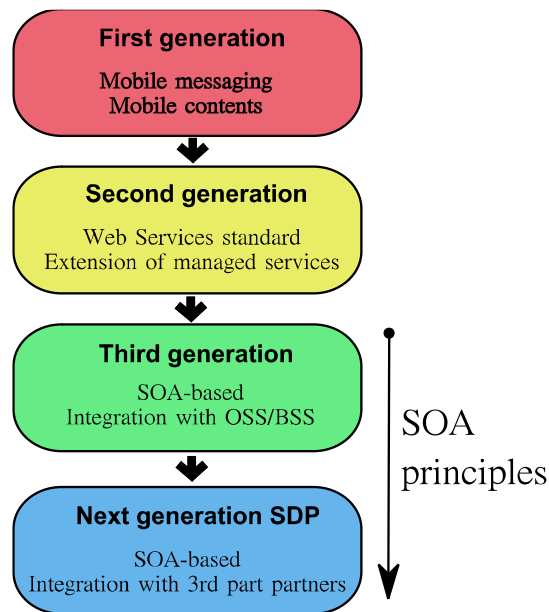 First generation
Mobile messaging
Mobile contents
Second generation
Web Services standard
Extension of managed services
Third generation
SOA-based
Integration with OSS/BSS
SOA
principles
Next generation SDP
SOA-based
Integration with 3rd part partners